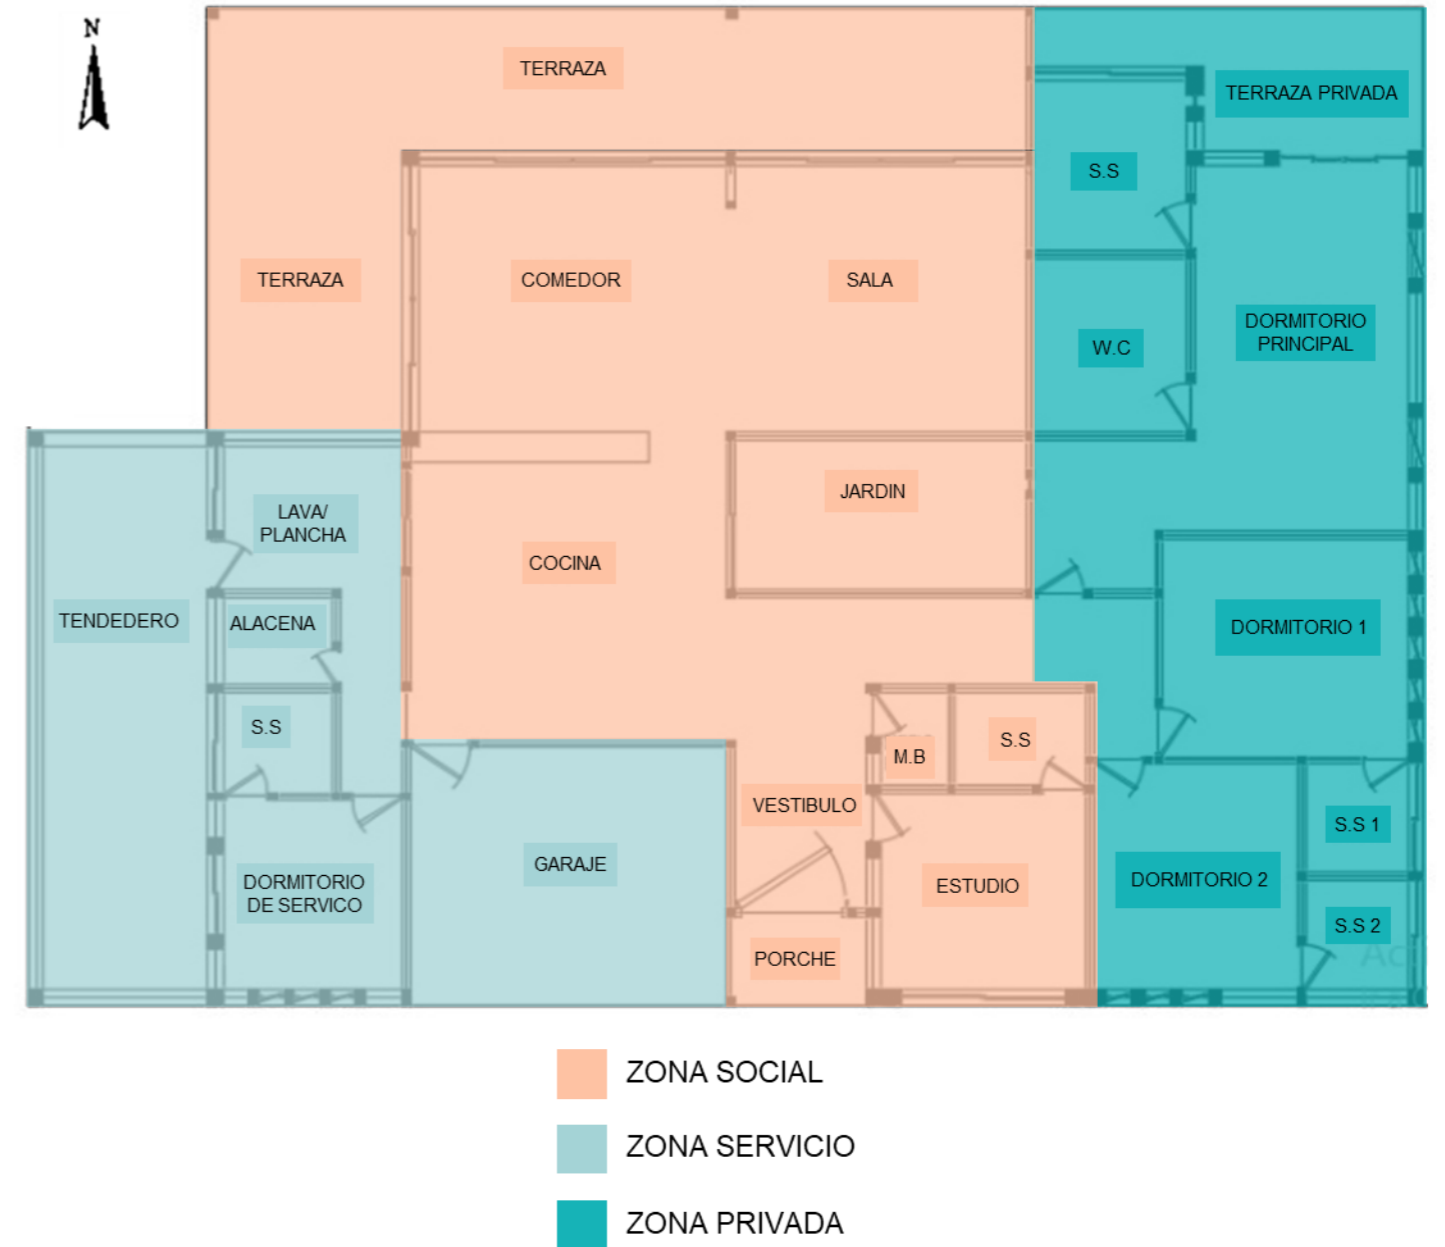 N
TERRAZA
TERRAZA PRIVADA
S.S
TERRAZA
COMEDOR
SALA
W.C
DORMITORIO
PRINCIPAL
JARDIN
LAVA/
PLANCHA
COCINA
TENDEDERO
ALACENA
DORMITORIO 1
S.S
S.S
M.B
VESTIBULO
S.S 1
GARAJE
DORMITORIO
DE SERVICO
ESTUDIO
DORMITORIO 2
S.S 2
PORCHE
ZONA SOCIAL
ZONA SERVICIO
ZONA PRIVADA